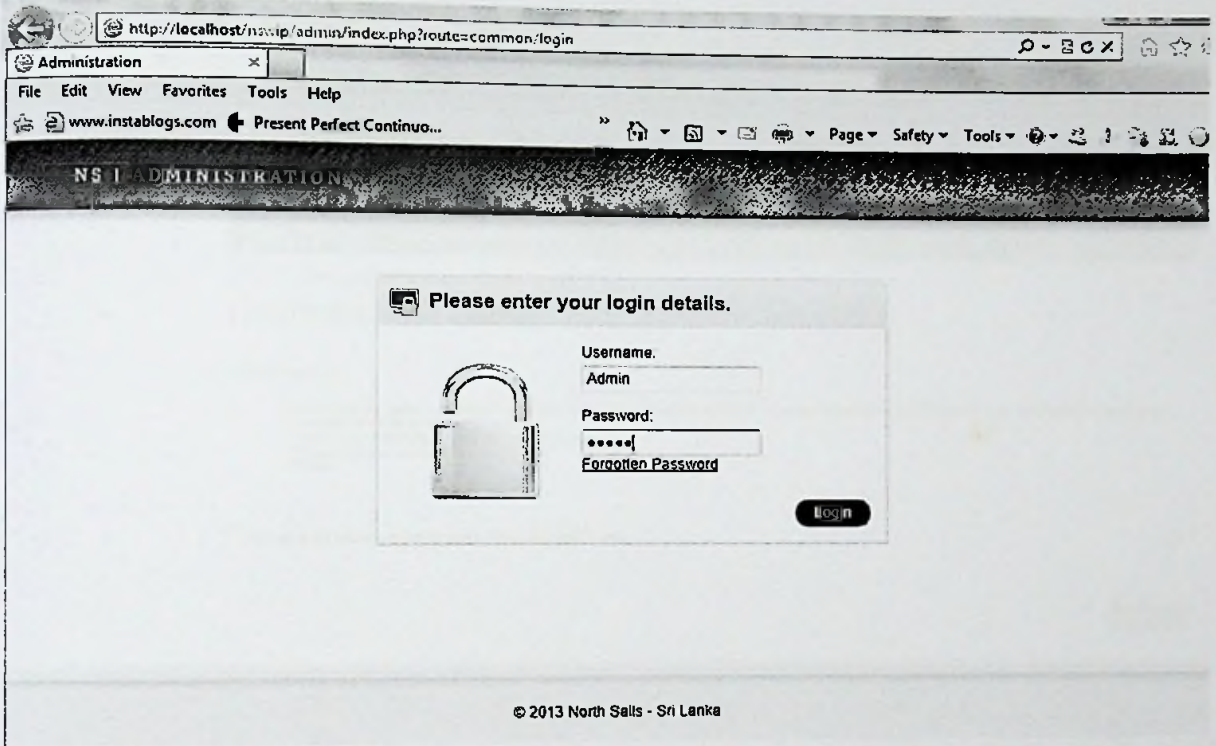 http://localhost/nswip/admin/index.php?route=common/login
Administration
File Edit View Favorites Tools Help
www.instablogs.com Present Perfect Continuo...
Page Safety Tools
NS | ADMINISTRATION
Please enter your login details.
Username.
Admin
Password:
Forgotten Password
Login
© 2013 North Sails - Sri Lanka